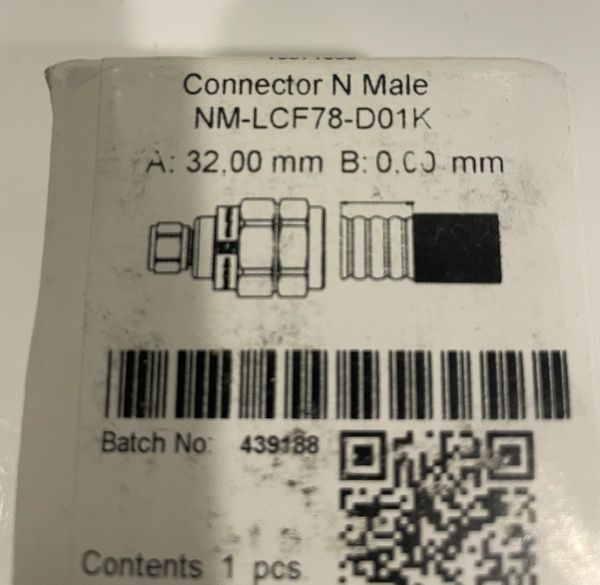 Connector N Male
NM-LCF78-D01K
A: 32,00 mm B: 0,00 mm
A
Batch No: 439188
Contents 1 pcs